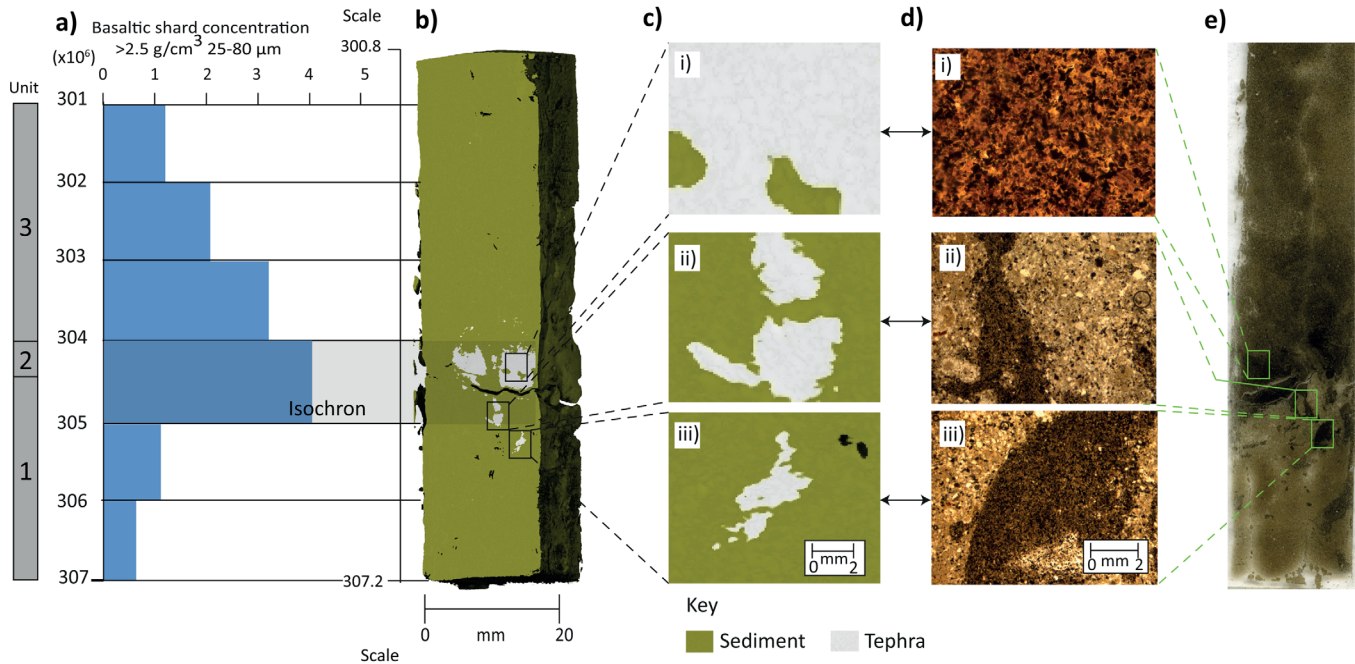 a)
Basaltic shard concentration
>2.5 g/cm³ 25-80 µm
(x10⁶)
0 1 2 3 4 5
Unit
301
302
303
304
305
306
307
3
2
1
Isochron
Scale
300.8
307.2
b)
0 mm 20
Scale
c)
i)
ii)
iii)
0 mm 2
d)
i)
ii)
iii)
0 mm 2
e)
Key
Sediment
Tephra